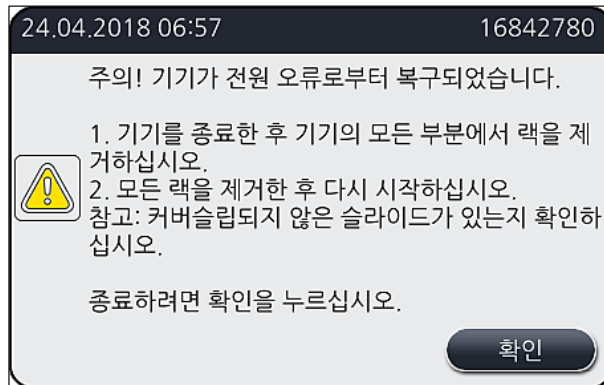 24.04.2018 06:57 16842780
주의! 기기가 전원 오류로부터 복구되었습니다.
1. 기기를 종료한 후 기기의 모든 부분에서 랙을 제
거하십시오.
2. 모든 랙을 제거한 후 다시 시작하십시오.
참고: 커버슬립되지 않은 슬라이드가 있는지 확인하
십시오.
종료하려면 확인을 누르십시오.
확인